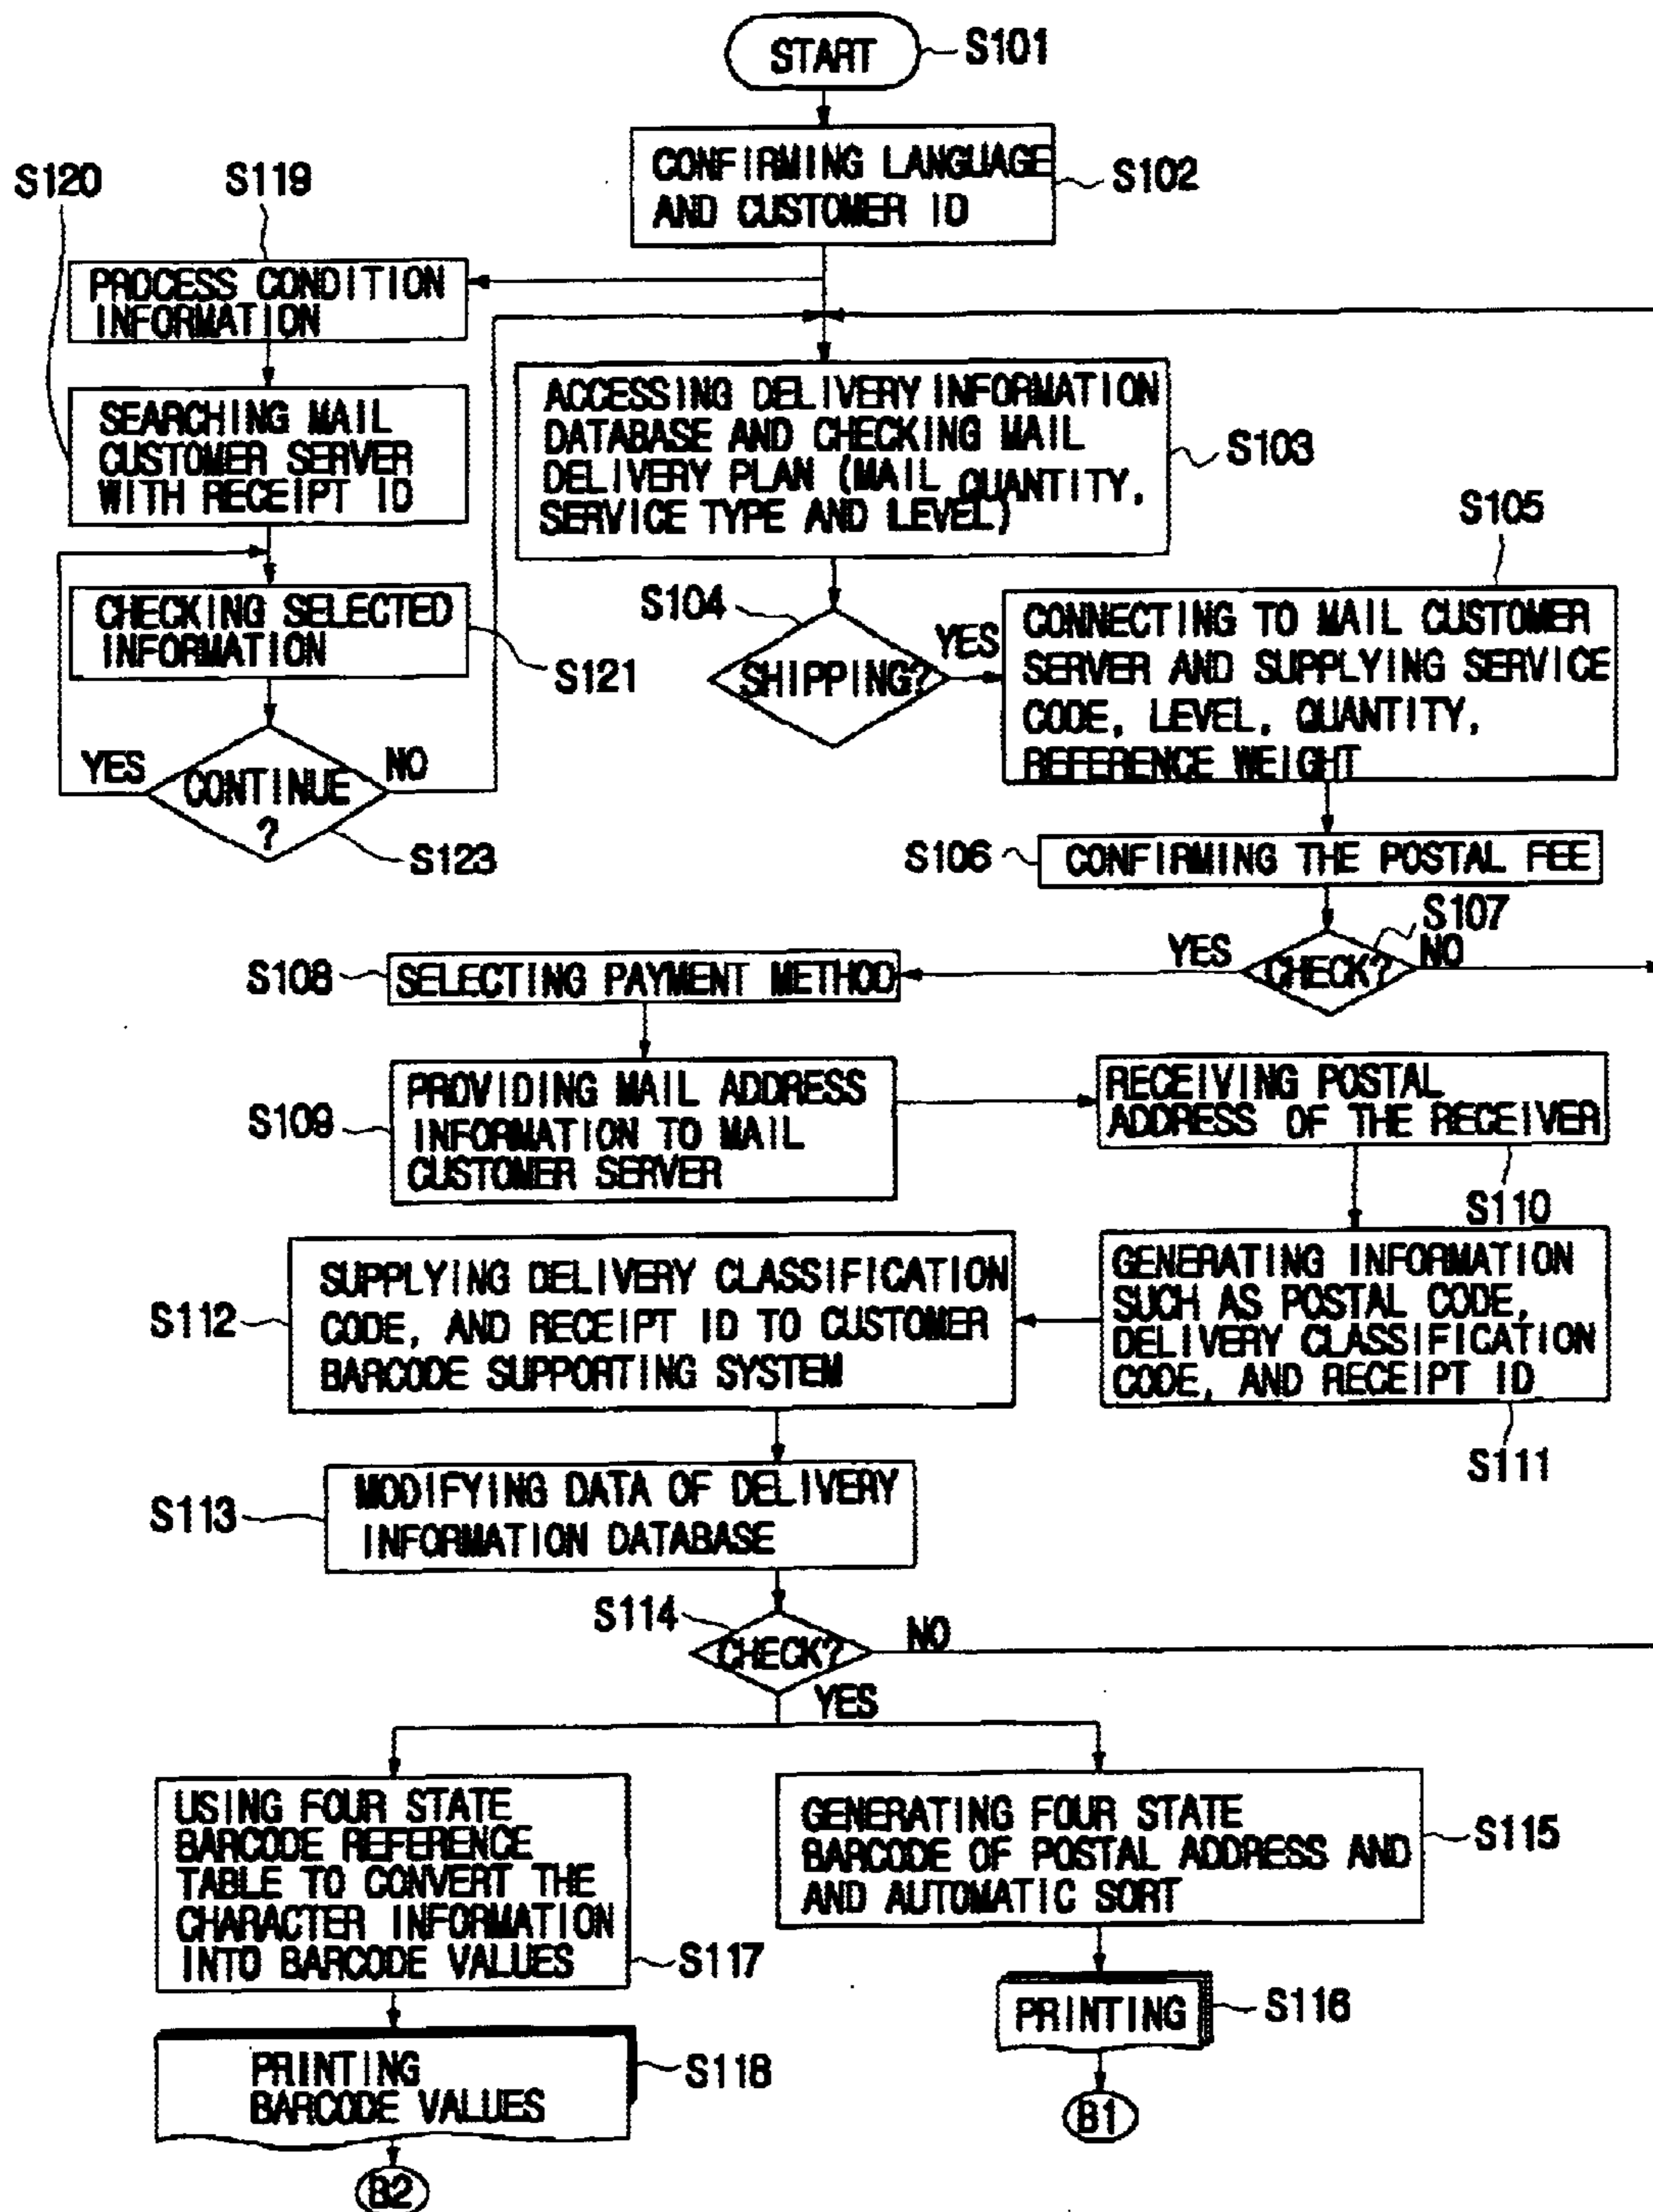 START
S101
CONFIRMING LANGUAGE
AND CUSTOMER ID
S102
S120
S119
PROCESS CONDITION
INFORMATION
SEARCHING MAIL
CUSTOMER SERVER
WITH RECEIPT ID
CHECKING SELECTED
INFORMATION
S121
YES
CONTINUE
?
NO
S123
ACCESSING DELIVERY INFORMATION
DATABASE AND CHECKING MAIL
DELIVERY PLAN (MAIL QUANTITY,
SERVICE TYPE AND LEVEL)
S103
S104
SHIPPING?
YES
S105
CONNECTING TO MAIL CUSTOMER
SERVER AND SUPPLYING SERVICE
CODE, LEVEL, QUANTITY,
REFERENCE WEIGHT
S106
CONFIRMING THE POSTAL FEE
S107
YES
CHECK?
NO
S108
SELECTING PAYMENT METHOD
S109
PROVIDING MAIL ADDRESS
INFORMATION TO MAIL
CUSTOMER SERVER
RECEIVING POSTAL
ADDRESS OF THE RECEIVER
S110
GENERATING INFORMATION
SUCH AS POSTAL CODE,
DELIVERY CLASSIFICATION
CODE, AND RECEIPT ID
S111
S112
SUPPLYING DELIVERY CLASSIFICATION
CODE, AND RECEIPT ID TO CUSTOMER
BARCODE SUPPORTING SYSTEM
S113
MODIFYING DATA OF DELIVERY
INFORMATION DATABASE
S114
CHECK?
NO
YES
USING FOUR STATE
BARCODE REFERENCE
TABLE TO CONVERT THE
CHARACTER INFORMATION
INTO BARCODE VALUES
S117
GENERATING FOUR STATE
BARCODE OF POSTAL ADDRESS AND
AND AUTOMATIC SORT
S115
PRINTING
S116
B1
PRINTING
BARCODE VALUES
S118
B2